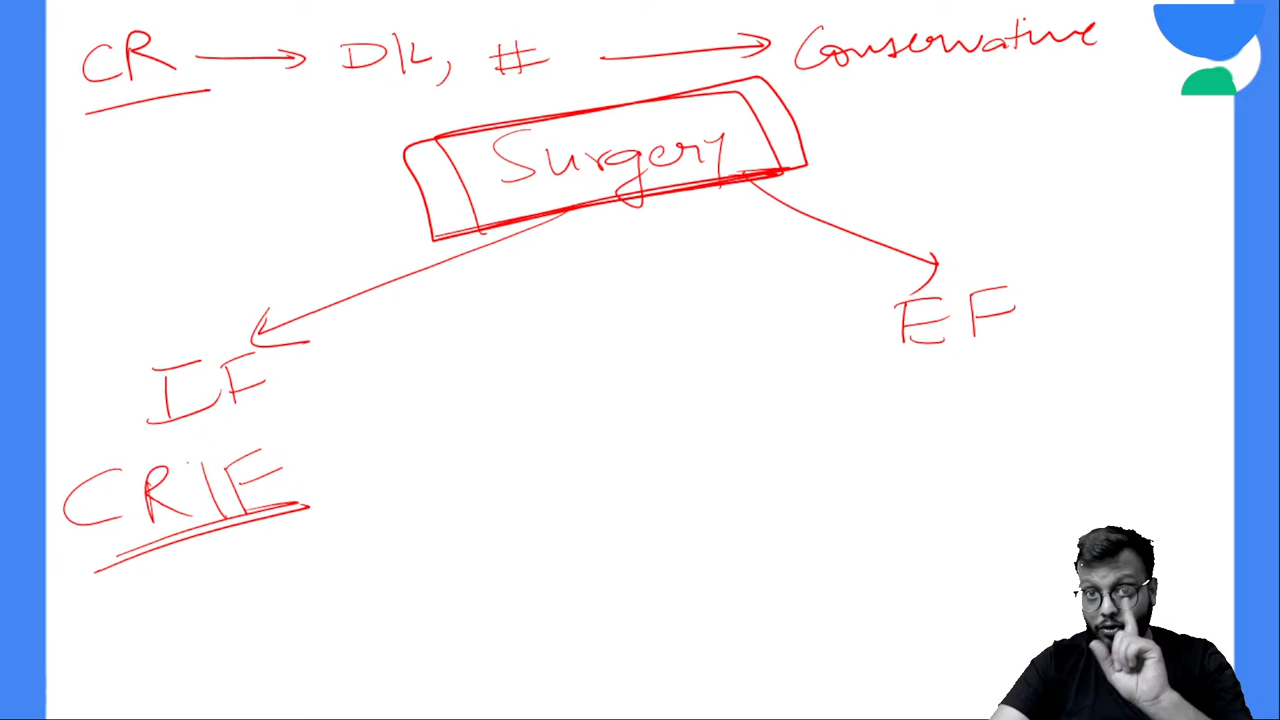 CR → D/L, # → Conservative
Surgery
EF
IF
CRIF